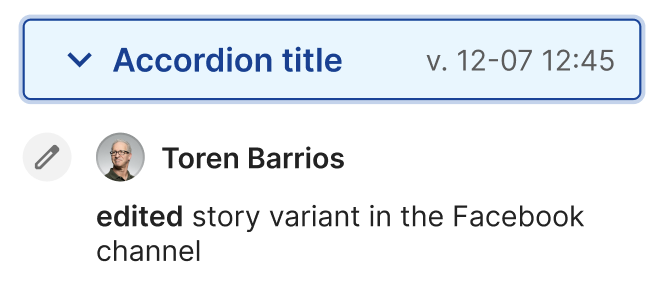 Accordion title v. 12-07 12:45
Toren Barrios
edited story variant in the Facebook
channel